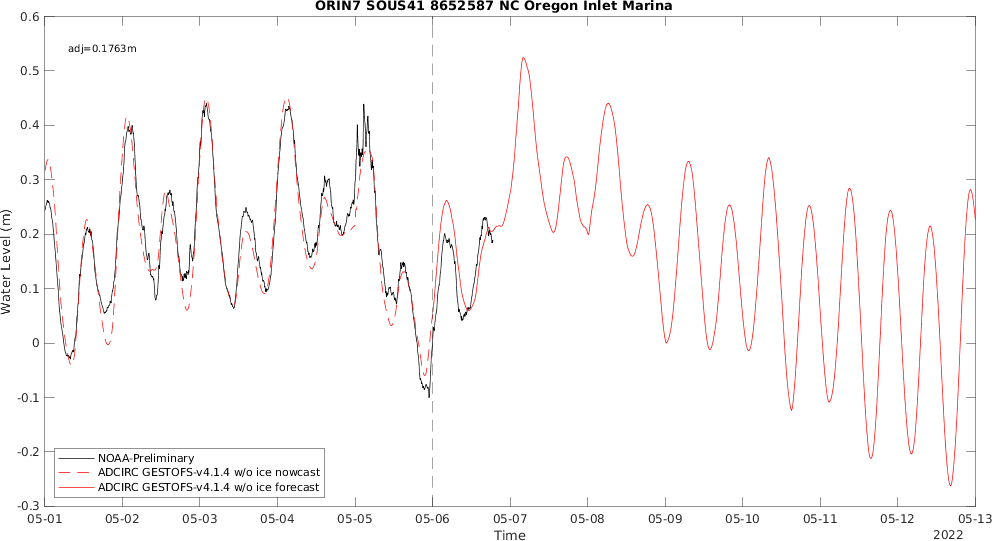 ORIN7 SOUS41 8652587 NC Oregon Inlet Marina
adj=0.1763m
0.6
0.5
0.4
0.3
0.2
0.1
0
-0.1
-0.2
-0.3
Water Level (m)
NOAA-Preliminary
ADCIRC GESTOFS-v4.1.4 w/o ice nowcast
ADCIRC GESTOFS-v4.1.4 w/o ice forecast
05-01 05-02 05-03 05-04 05-05 05-06 05-07 05-08 05-09 05-10 05-11 05-12 05-13
Time
2022